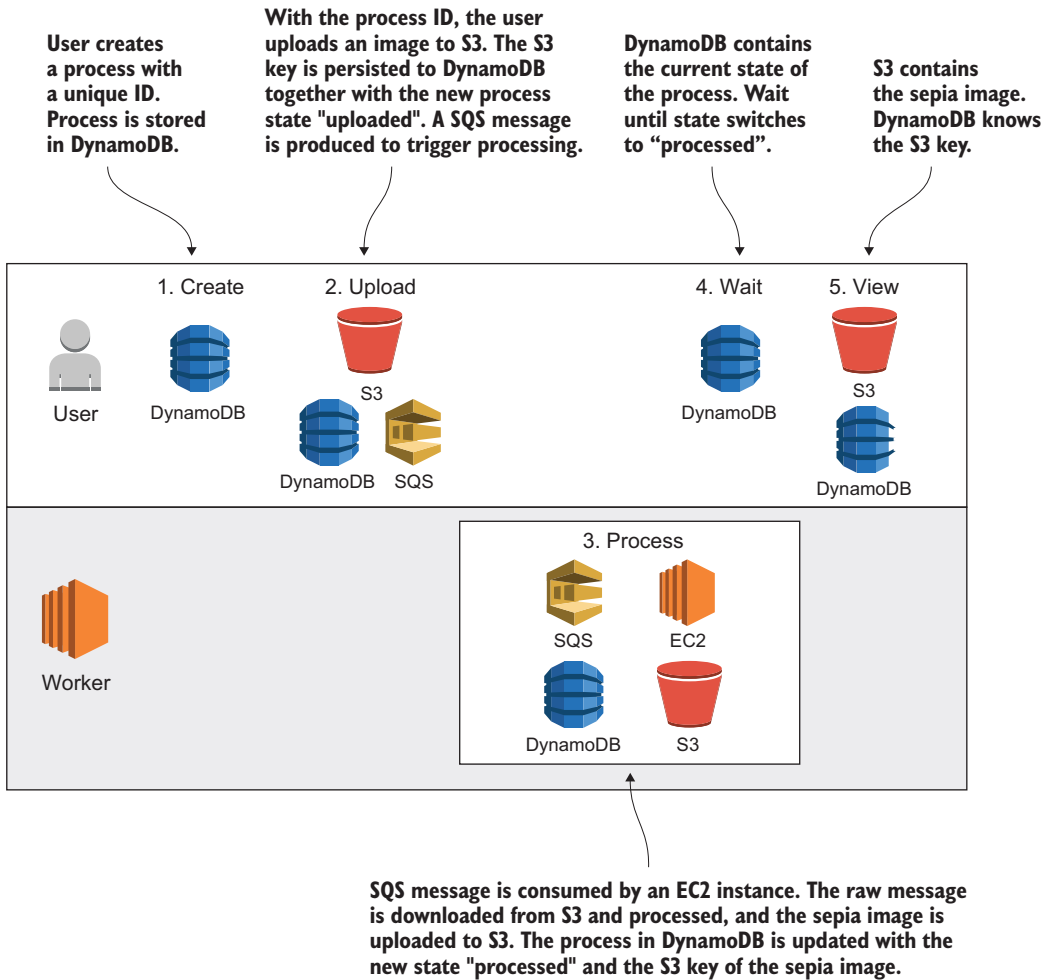 User creates
a process with
a unique ID.
Process is stored
in DynamoDB.
With the process ID, the user
uploads an image to S3. The S3
key is persisted to DynamoDB
together with the new process
state "uploaded". A SQS message
is produced to trigger processing.
DynamoDB contains
the current state of
the process. Wait
until state switches
to “processed”.
S3 contains
the sepia image.
DynamoDB knows
the S3 key.
1. Create
2. Upload
4. Wait
5. View
User
DynamoDB
S3
DynamoDB
SQS
DynamoDB
S3
DynamoDB
3. Process
Worker
SQS
EC2
DynamoDB
S3
SQS message is consumed by an EC2 instance. The raw message
is downloaded from S3 and processed, and the sepia image is
uploaded to S3. The process in DynamoDB is updated with the
new state "processed" and the S3 key of the sepia image.